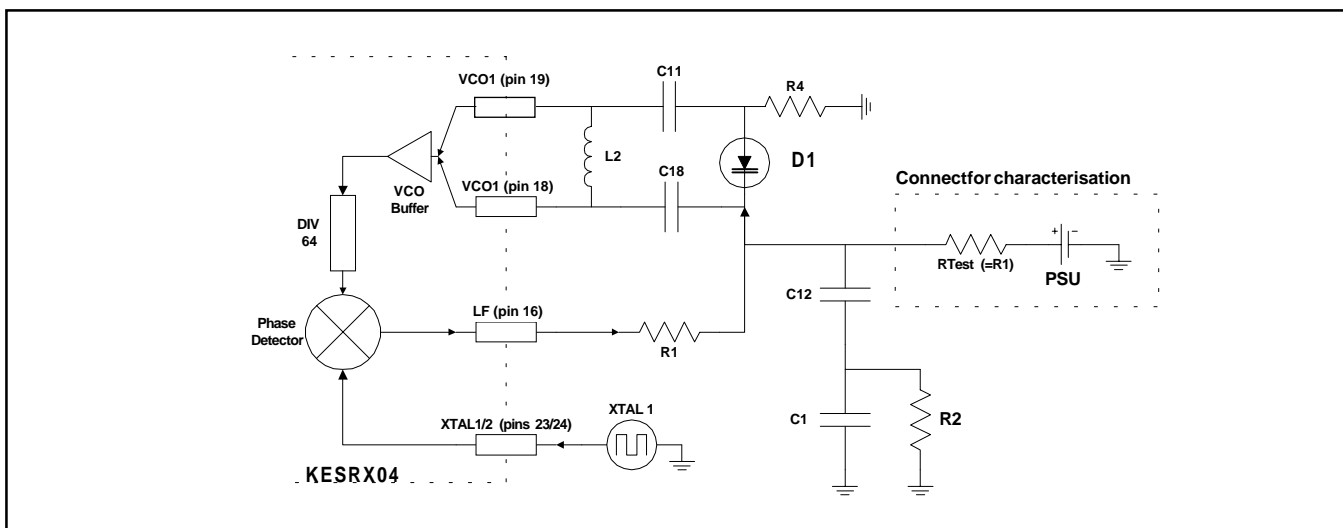 VCO1 (pin 19)
C11
R4
D1
L2
VCO
Buffer
VCO1 (pin 18)
C18
Connectfor characterisation
DIV
64
RTest (=R1)
+ −
PSU
C12
LF (pin 16)
Phase
Detector
R1
XTAL 1
C1
R2
XTAL1/2 (pins 23/24)
KESRX04